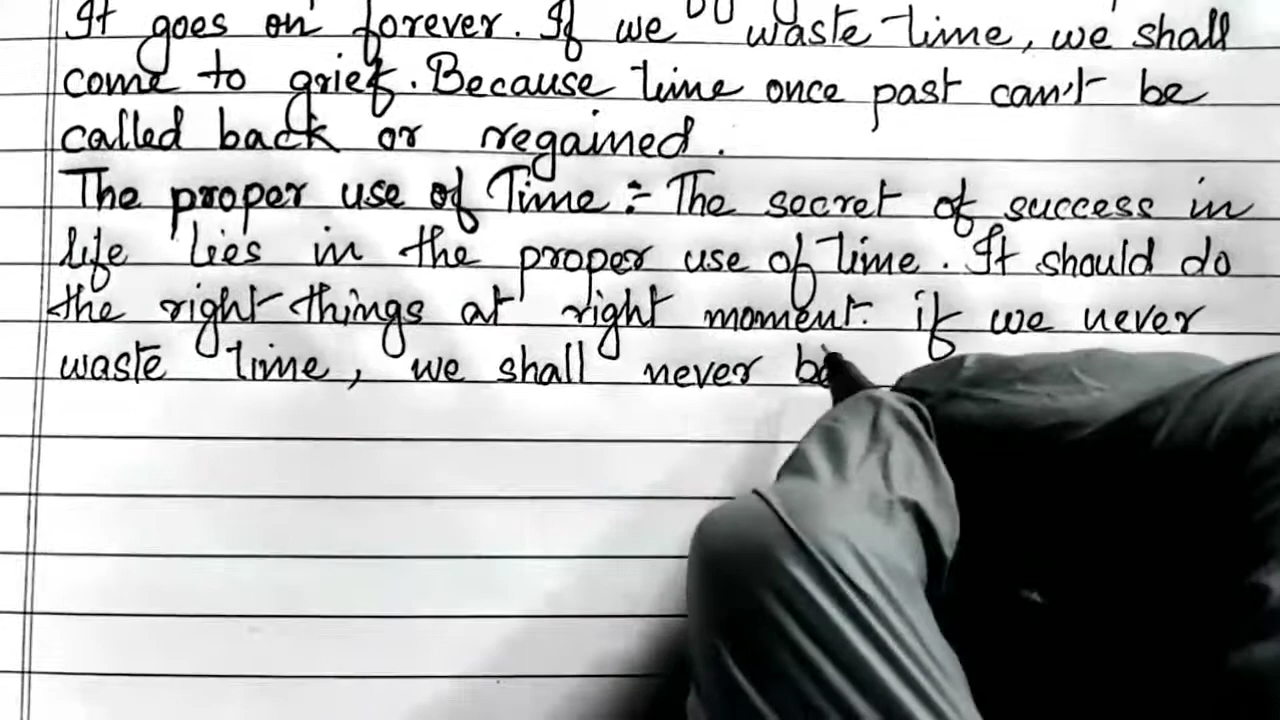 It goes on forever. If we waste time, we shall
come to grief. Because time once past can't be
called back or regained.
The proper use of Time :- The secret of success in
life lies in the proper use of time. It should do
the right things at right moment. if we never
waste time, we shall never be